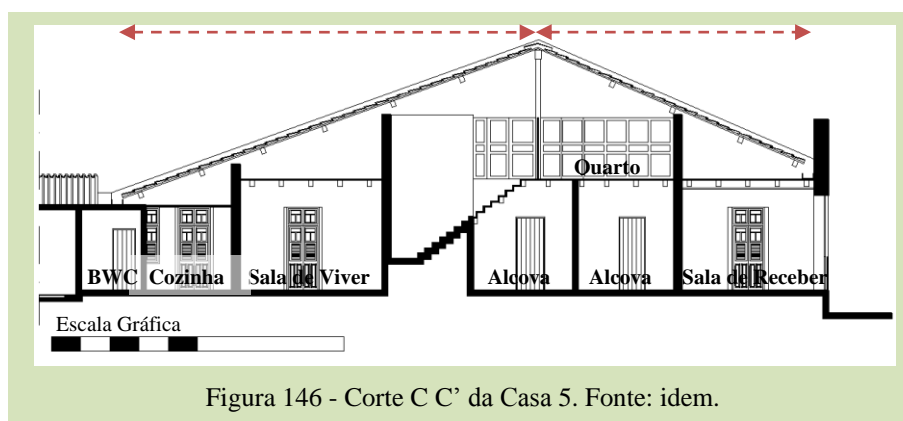 Quarto
BWC Cozinha Sala de Viver Alcova Alcova Sala de Receber
Escala Gráfica
Figura 146 - Corte C C’ da Casa 5. Fonte: idem.